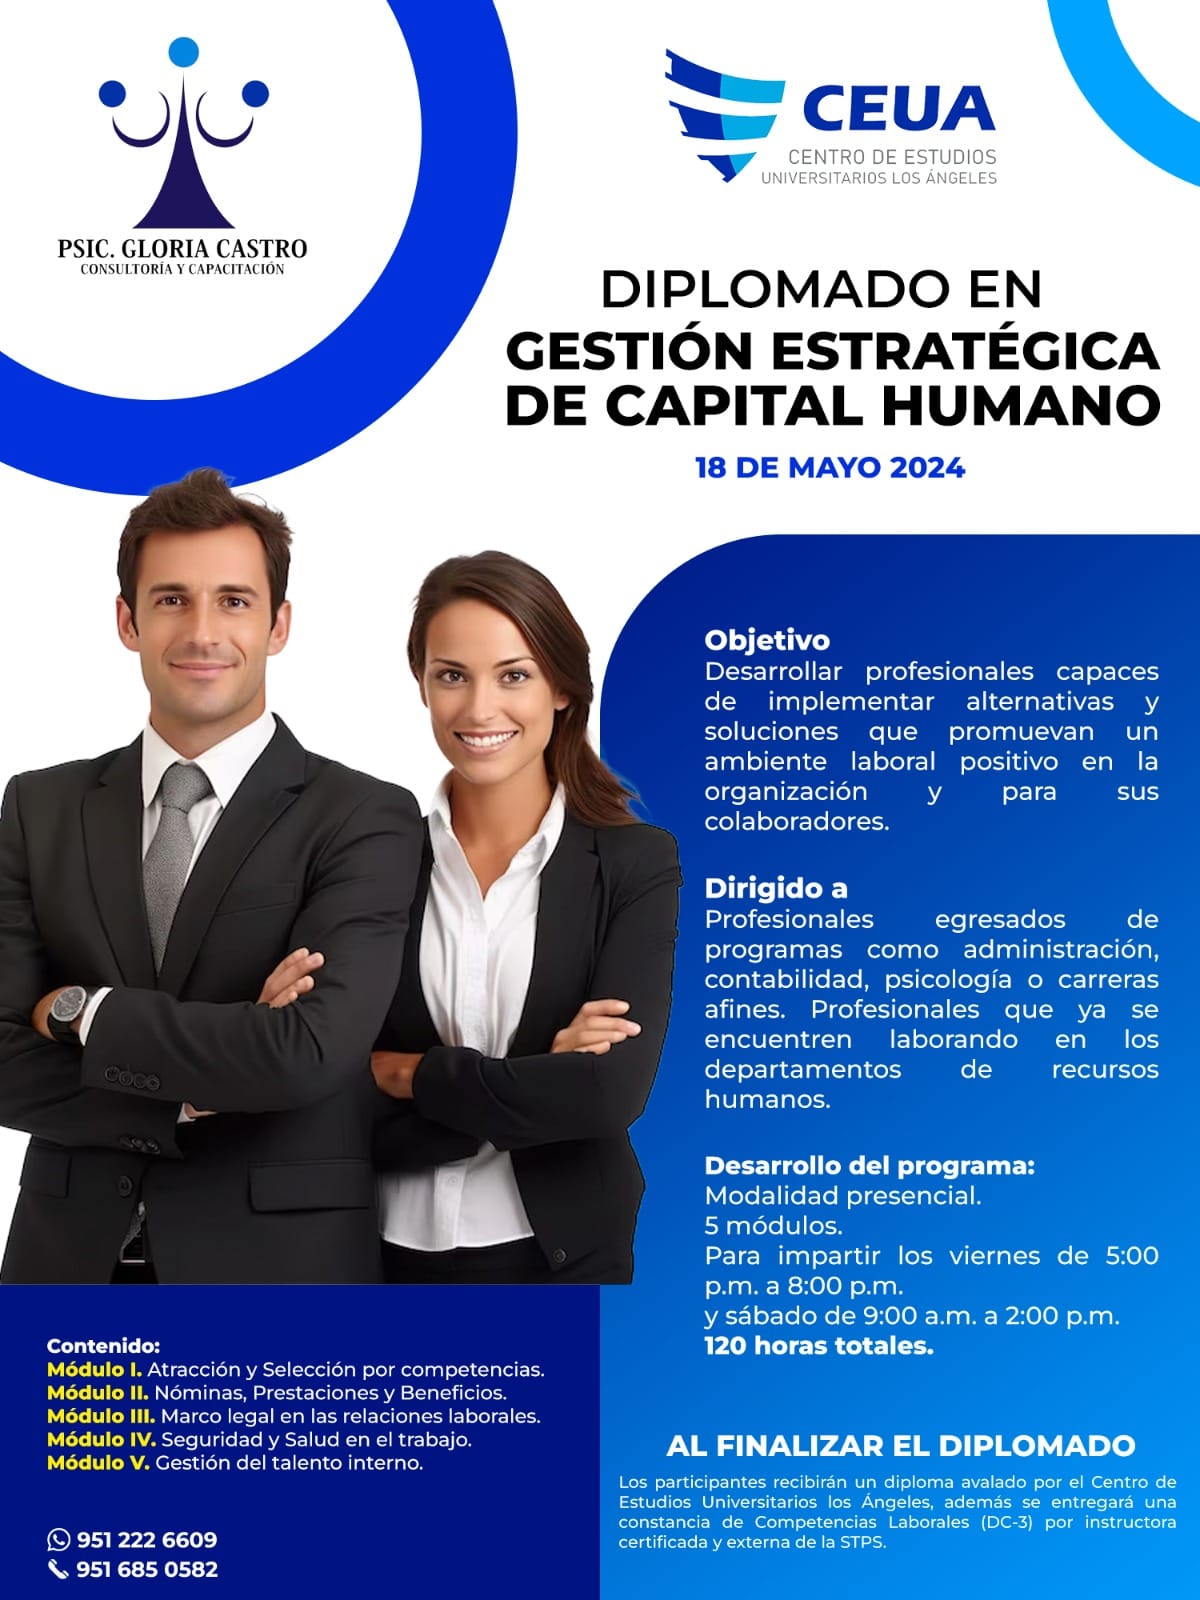 PSIC. GLORIA CASTRO
CONSULTORÍA Y CAPACITACIÓN
CEUA
CENTRO DE ESTUDIOS
UNIVERSITARIOS LOS ÁNGELES
DIPLOMADO EN
GESTIÓN ESTRATÉGICA
DE CAPITAL HUMANO
18 DE MAYO 2024
Objetivo
Desarrollar profesionales capaces
de implementar alternativas y
soluciones que promuevan un
ambiente laboral positivo en la
organización y para sus
colaboradores.
Dirigido a
Profesionales egresados de
programas como administración,
contabilidad, psicología o carreras
afines. Profesionales que ya se
encuentren laborando en los
departamentos de recursos
humanos.
Desarrollo del programa:
Modalidad presencial.
5 módulos.
Para impartir los viernes de 5:00
p.m. a 8:00 p.m.
y sábado de 9:00 a.m. a 2:00 p.m.
120 horas totales.
Contenido:
Módulo I. Atracción y Selección por competencias.
Módulo II. Nóminas, Prestaciones y Beneficios.
Módulo III. Marco legal en las relaciones laborales.
Módulo IV. Seguridad y Salud en el trabajo.
Módulo V. Gestión del talento interno.
951 222 6609
951 685 0582
AL FINALIZAR EL DIPLOMADO
Los participantes recibirán un diploma avalado por el Centro de
Estudios Universitarios los Ángeles, además se entregará una
constancia de Competencias Laborales (DC-3) por instructora
certificada y externa de la STPS.